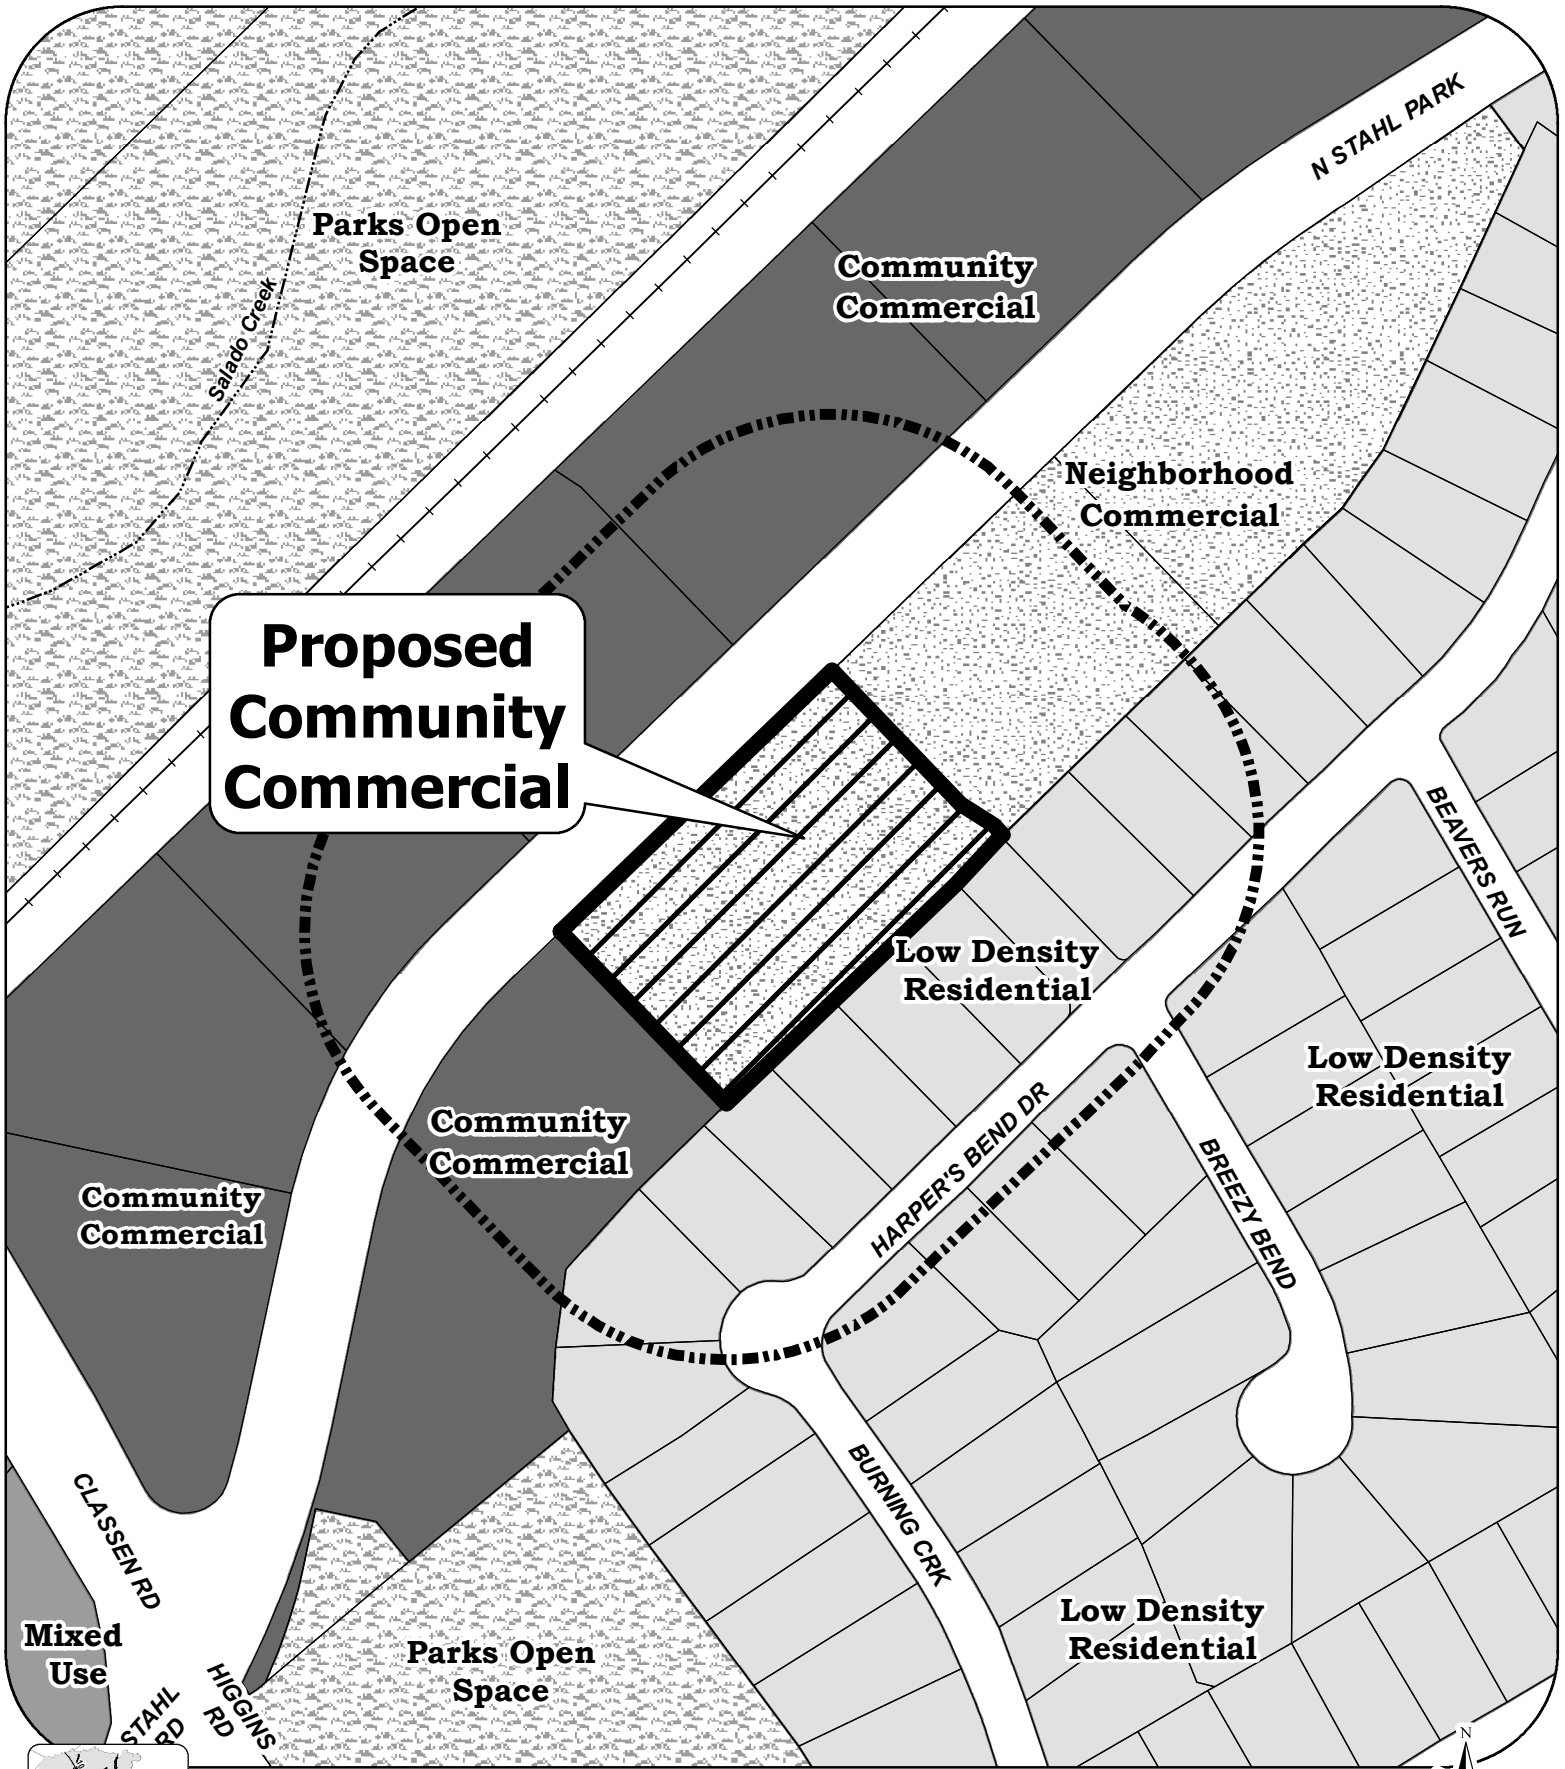 N STAHL PARK
Parks Open
Space
Community
Commercial
Salado Creek
Neighborhood
Commercial
Proposed
Community
Commercial
BEAVERS RUN
Low Density
Residential
Low Density
Residential
HARPER'S BEND DR
Community
Commercial
BREEZY BEND
Community
Commercial
CLASSEN RD
BURNING CRK
Low Density
Residential
Mixed
Use
Parks Open
Space
STAHL
RD
HIGGINS
RD
N